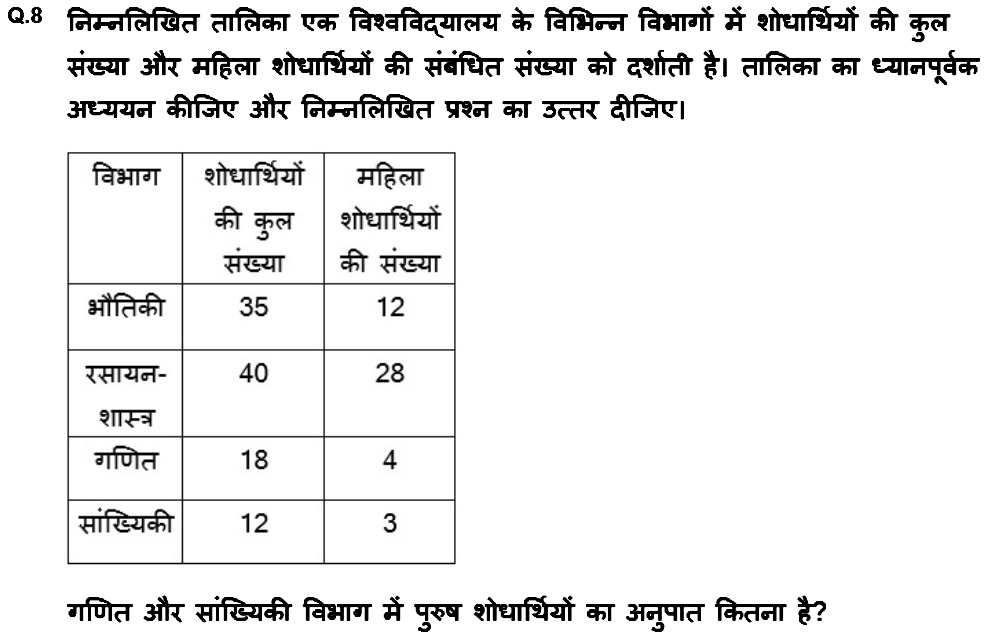 Q.8 निम्नलिखित तालिका एक विश्वविद्यालय के विभिन्न विभागों में शोधार्थियों की कुल
संख्या और महिला शोधार्थियों की संबंधित संख्या को दर्शाती है। तालिका का ध्यानपूर्वक
अध्ययन कीजिए और निम्नलिखित प्रश्न का उत्तर दीजिए।
विभाग शोधार्थियों महिला
की कुल शोधार्थियों
संख्या की संख्या
भौतिकी 35 12
रसायन- 40 28
शास्त्र
गणित 18 4
सांख्यिकी 12 3
गणित और सांख्यिकी विभाग में पुरुष शोधार्थियों का अनुपात कितना है?